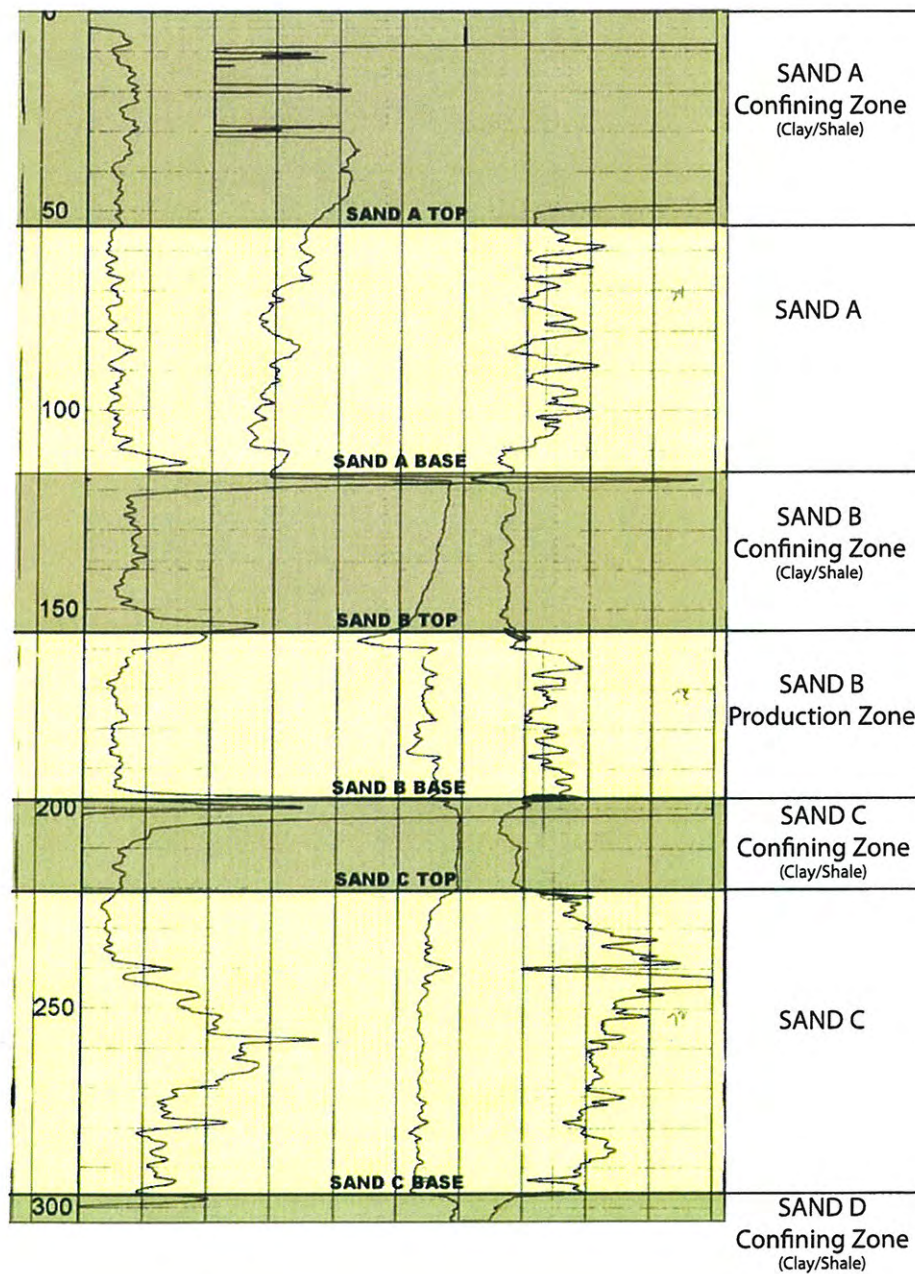 0
SAND A
Confining Zone
(Clay/Shale)
50
SAND A TOP
SAND A
100
SAND A BASE
SAND B
Confining Zone
(Clay/Shale)
150
SAND B TOP
SAND B
Production Zone
SAND B BASE
200
SAND C
Confining Zone
(Clay/Shale)
SAND C TOP
250
SAND C
SAND C BASE
300
SAND D
Confining Zone
(Clay/Shale)